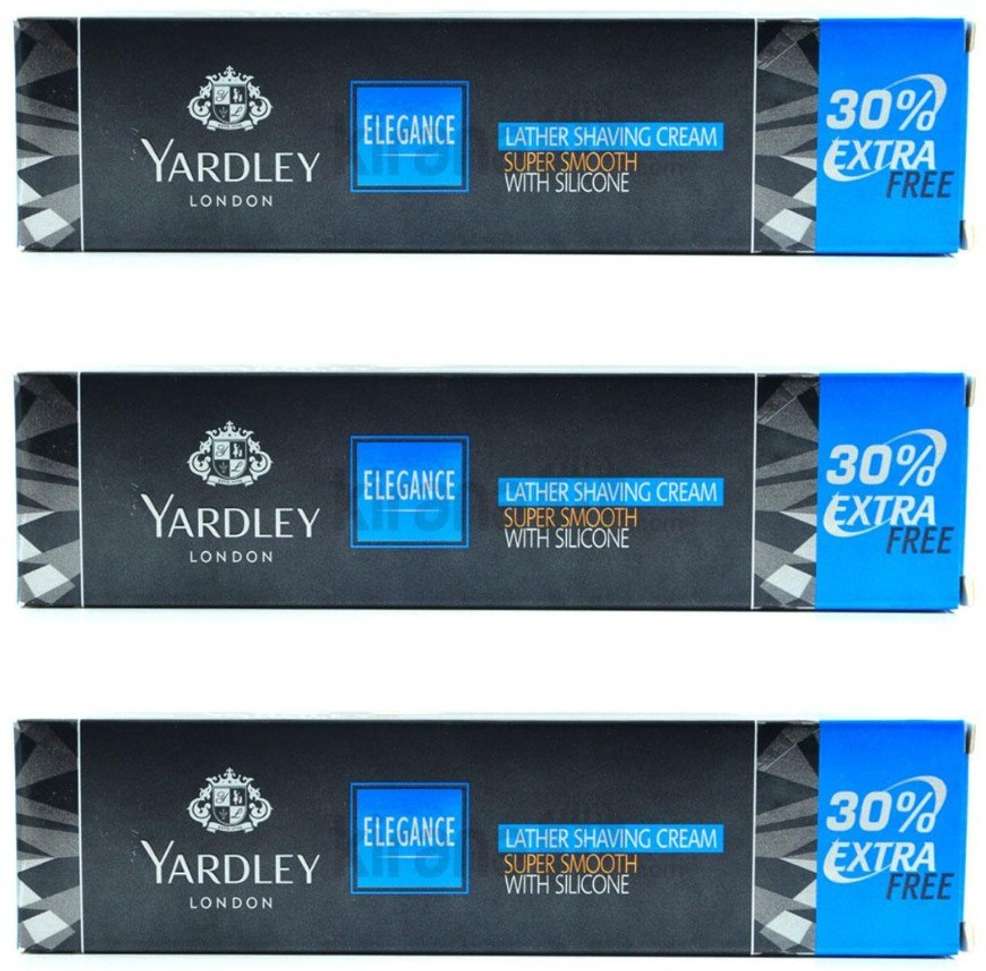 YARDLEY
LONDON
ELEGANCE
LATHER SHAVING CREAM
SUPER SMOOTH
WITH SILICONE
30%
EXTRA
FREE
YARDLEY
LONDON
ELEGANCE
LATHER SHAVING CREAM
SUPER SMOOTH
WITH SILICONE
30%
EXTRA
FREE
YARDLEY
LONDON
ELEGANCE
LATHER SHAVING CREAM
SUPER SMOOTH
WITH SILICONE
30%
EXTRA
FREE